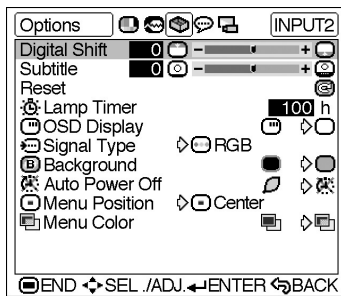 Options INPUT2
Digital Shift 0 - +
Subtitle 0 - +
Reset
Lamp Timer 100 h
OSD Display
Signal Type RGB
B Background
Auto Power Off
Menu Position Center
Menu Color
END SEL ./ADJ. ENTER BACK